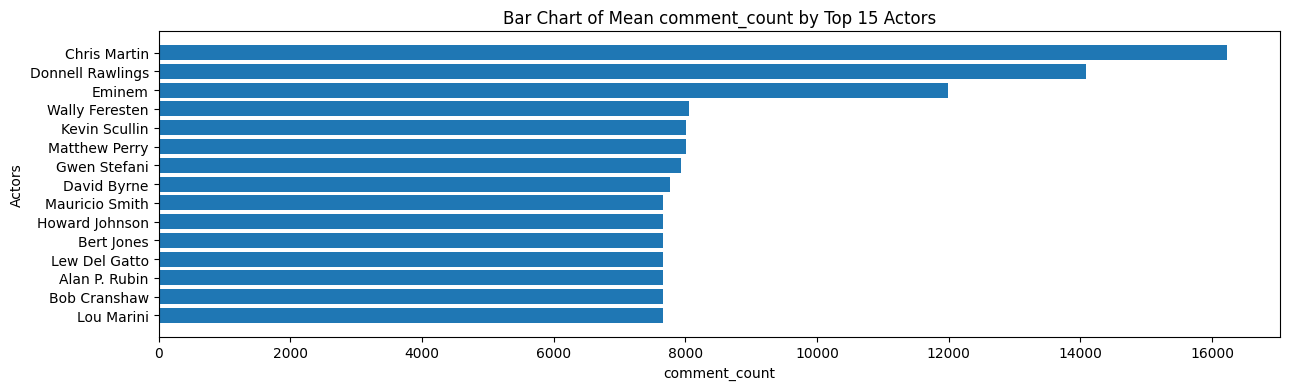 Bar Chart of Mean comment_count by Top 15 Actors
Chris Martin
Donnell Rawlings
Eminem
Wally Feresten
Kevin Scullin
Matthew Perry
Gwen Stefani
David Byrne
Mauricio Smith
Howard Johnson
Bert Jones
Lew Del Gatto
Alan P. Rubin
Bob Cranshaw
Lou Marini
Actors
0 2000 4000 6000 8000 10000 12000 14000 16000
comment_count